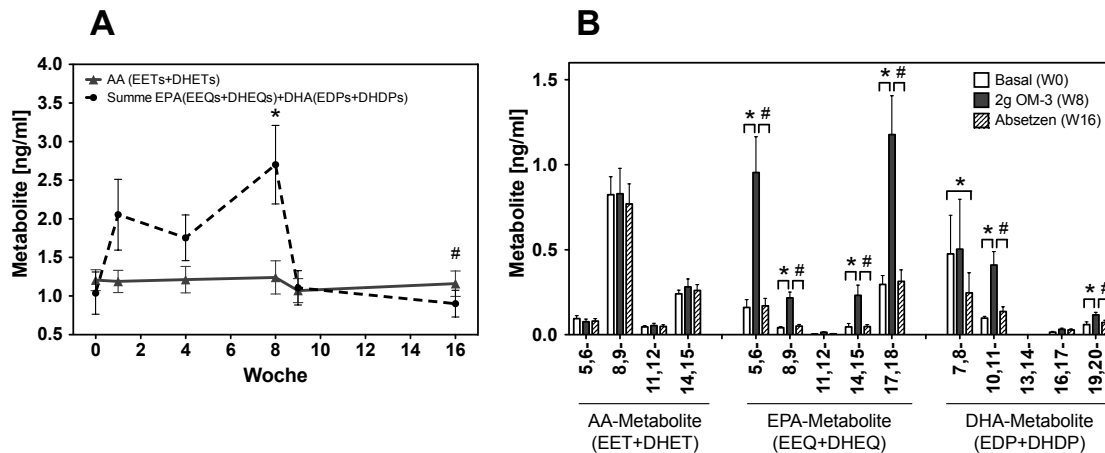 A
Metabolite [ng/ml]
4.0
3.5
3.0
2.5
2.0
1.5
1.0
0.5
AA (EETs+DHETs)
Summe EPA(EEQs+DHEQs)+DHA(EDPs+DHDPs)
*
#
0 2 4 6 8 10 12 14 16
Woche
B
Metabolite [ng/ml]
1.5
1.0
0.5
0.0
Basal (W0)
2g OM-3 (W8)
Absetzen (W16)
* #
* #
* #
* #
*
* #
* #
5,6-
8,9-
11,12-
14,15-
5,6-
8,9-
11,12-
14,15-
17,18-
7,8-
10,11-
13,14-
16,17-
19,20-
AA-Metabolite
(EET+DHET)
EPA-Metabolite
(EEQ+DHEQ)
DHA-Metabolite
(EDP+DHDP)